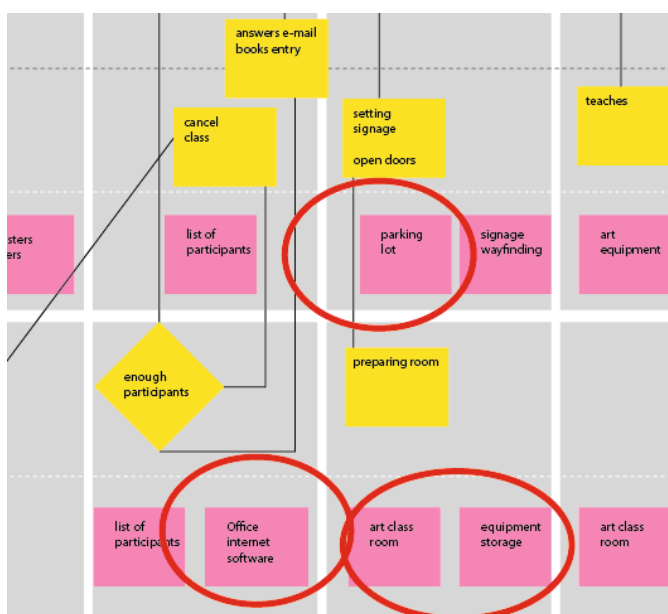 answers e-mail
books entry
cancel
class
setting
signage
open doors
teaches
list of
participants
parking
lot
signage
wayfinding
art
equipment
enough
participants
preparing room
list of
participants
Office
internet
software
art class
room
equipment
storage
art class
room